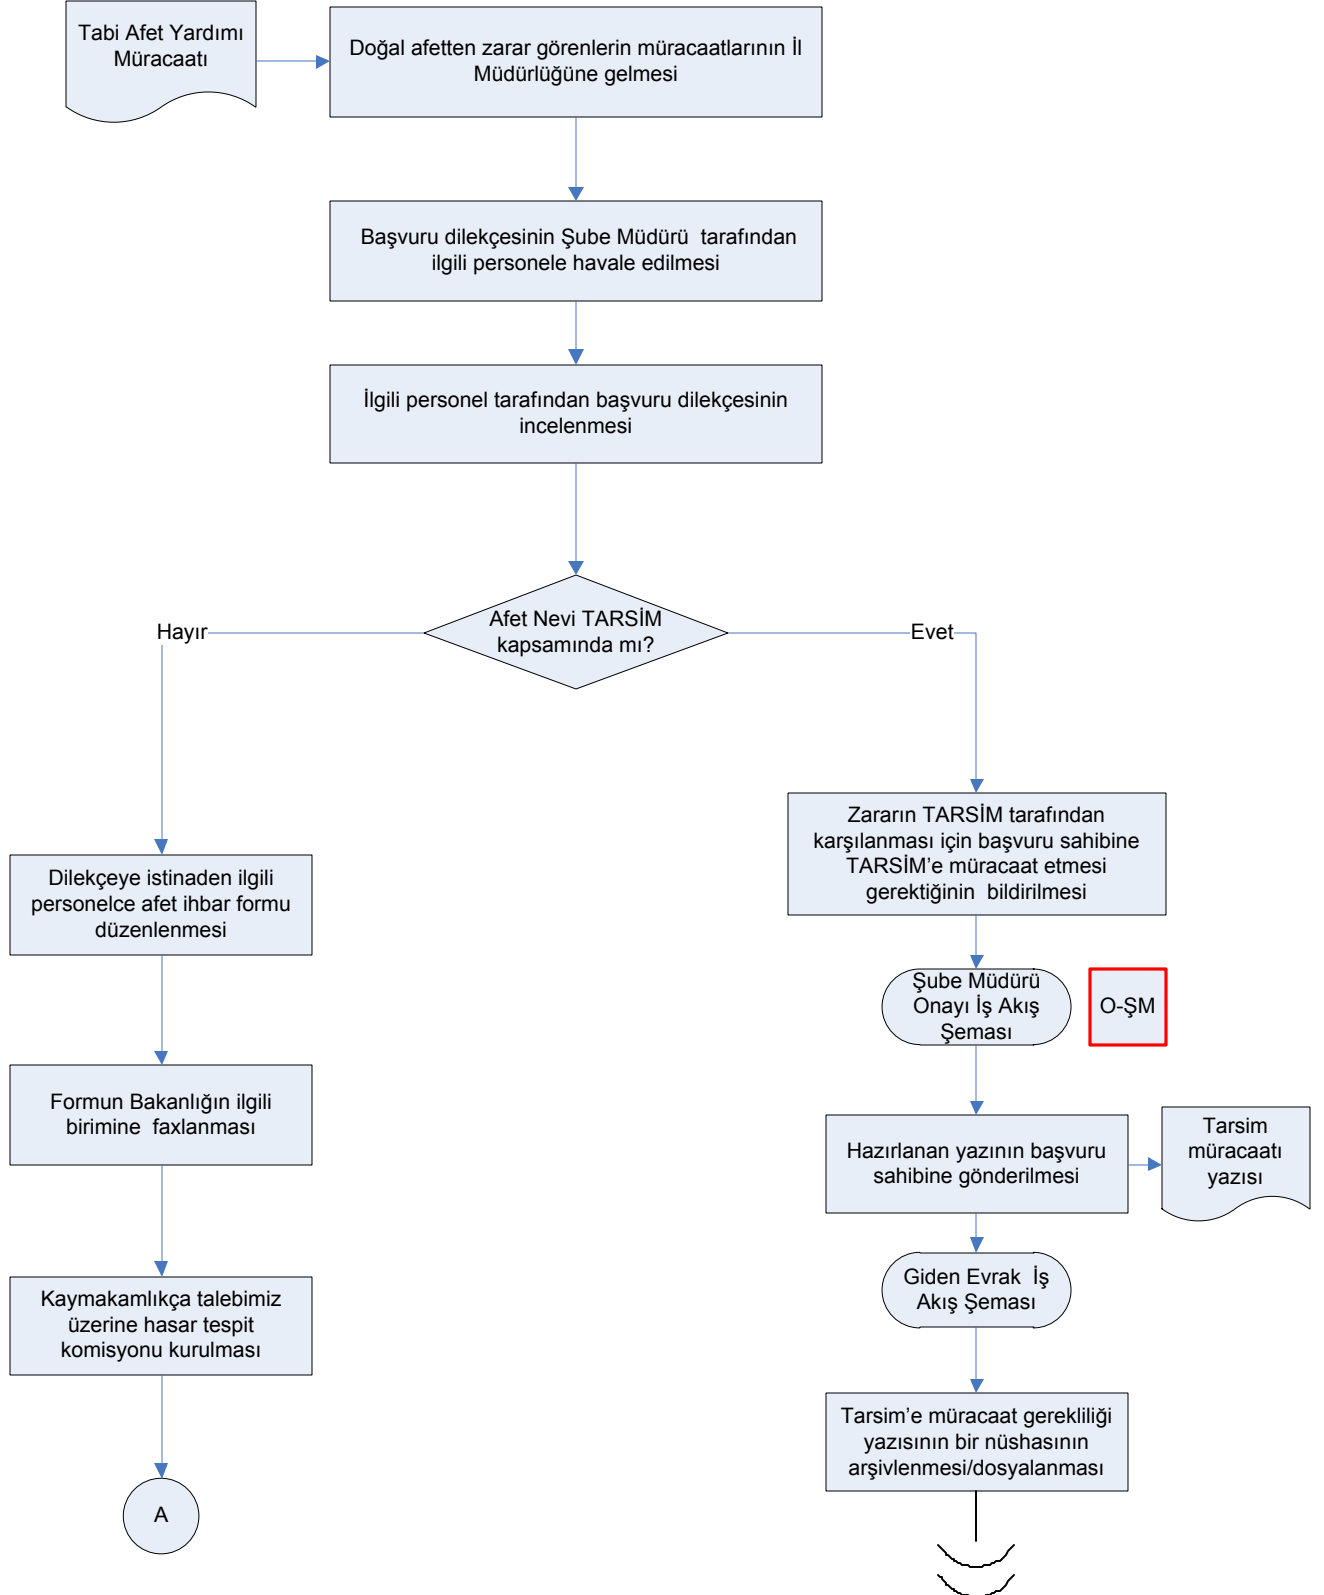 Tabi Afet Yardımı
Müracaatı
Doğal afetten zarar görenlerin müracaatlarının İl
Müdürlüğüne gelmesi
Başvuru dilekçesinin Şube Müdürü tarafından
ilgili personele havale edilmesi
İlgili personel tarafından başvuru dilekçesinin
incelenmesi
Afet Nevi TARSİM
kapsamında mı?
Hayır
Evet
Dilekçeye istinaden ilgili
personelce afet ihbar formu
düzenlenmesi
Formun Bakanlığın ilgili
birimine faxlanması
Kaymakamlıkça talebimiz
üzerine hasar tespit
komisyonu kurulması
A
Zararın TARSİM tarafından
karşılanması için başvuru sahibine
TARSİM’e müracaat etmesi
gerektiğinin bildirilmesi
Şube Müdürü
Onayı İş Akış
Şeması
O-ŞM
Hazırlanan yazının başvuru
sahibine gönderilmesi
Tarsim
müracaatı
yazısı
Giden Evrak İş
Akış Şeması
Tarsim’e müracaat gerekliliği
yazısının bir nüshasının
arşivlenmesi/dosyalanması